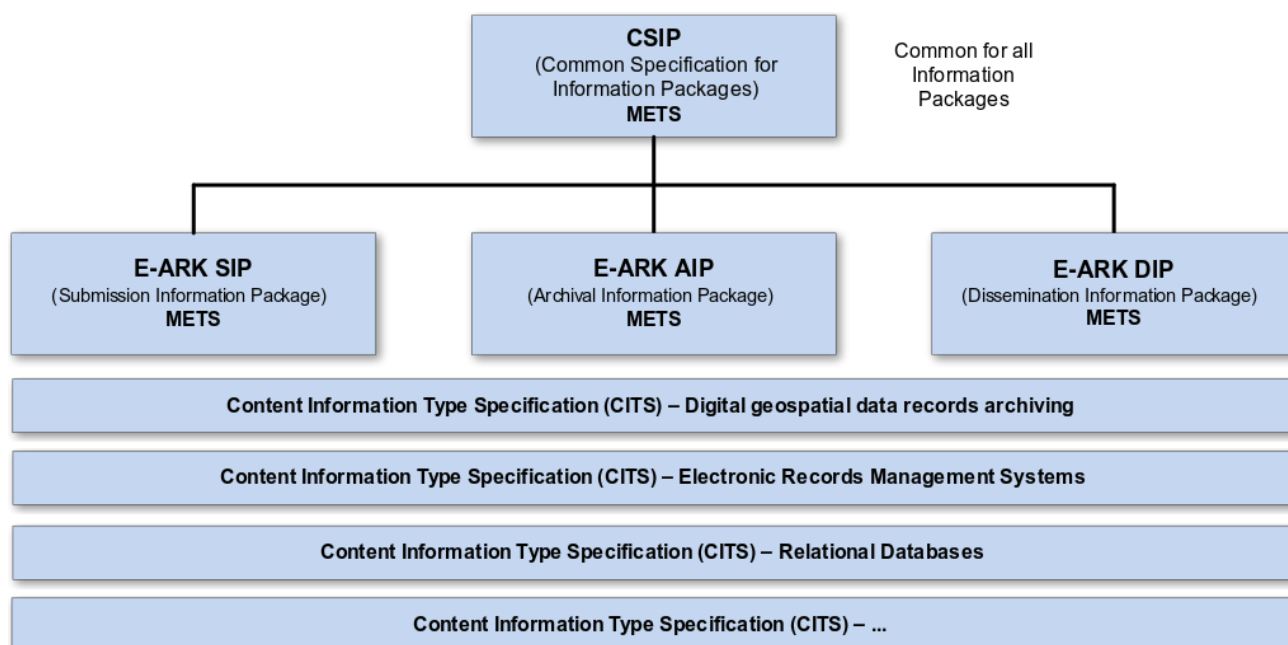 CSIP
(Common Specification for
Information Packages)
METS
Common for all
Information
Packages
E-ARK SIP
(Submission Information Package)
METS
E-ARK AIP
(Archival Information Package)
METS
E-ARK DIP
(Dissemination Information Package)
METS
Content Information Type Specification (CITS) – Digital geospatial data records archiving
Content Information Type Specification (CITS) – Electronic Records Management Systems
Content Information Type Specification (CITS) – Relational Databases
Content Information Type Specification (CITS) – ...